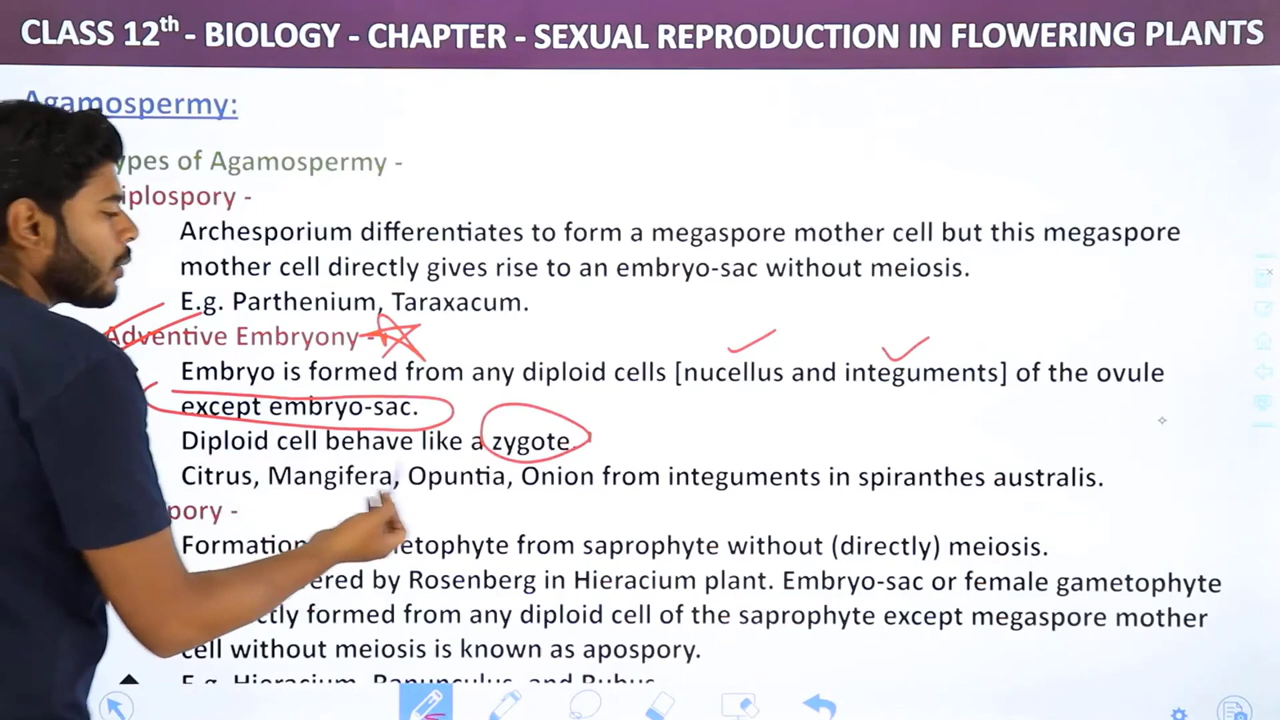 CLASS 12th - BIOLOGY - CHAPTER - SEXUAL REPRODUCTION IN FLOWERING PLANTS
Agamospermy:
ypes of Agamospermy -
iplospory -
Archesporium differentiates to form a megaspore mother cell but this megaspore
mother cell directly gives rise to an embryo-sac without meiosis.
E.g. Parthenium, Taraxacum.
Adventive Embryony -
Embryo is formed from any diploid cells [nucellus and integuments] of the ovule
except embryo-sac.
Diploid cell behave like a zygote.
Citrus, Mangifera, Opuntia, Onion from integuments in spiranthes australis.
pory -
Formation etophyte from saprophyte without (directly) meiosis.
ered by Rosenberg in Hieracium plant. Embryo-sac or female gametophyte
ctly formed from any diploid cell of the saprophyte except megaspore mother
cell without meiosis is known as apospory.
E.g. Hieracium, Ranunculus, and Rubus